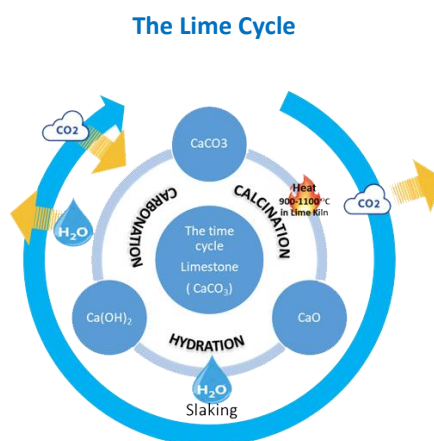 The Lime Cycle
CO2
CaCO3
CARBONATION
CALCINATION
Heat
900-1100°C
in Lime Kiln
CO2
H₂O
The time
cycle
Limestone
( CaCO₃)
Ca(OH)₂
CaO
HYDRATION
H₂O
Slaking